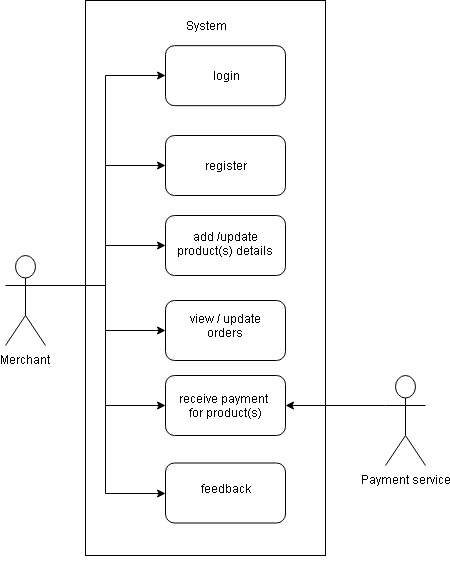 System
login
register
add /update
product(s) details
view / update
orders
Merchant
receive payment
for product(s)
Payment service
feedback